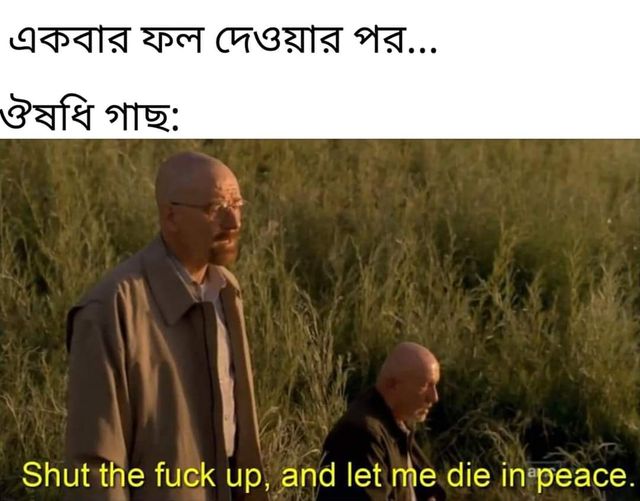 একবার ফল দেওয়ার পর...
ঔষধি গাছ:
Shut the fuck up, and let me die in peace.